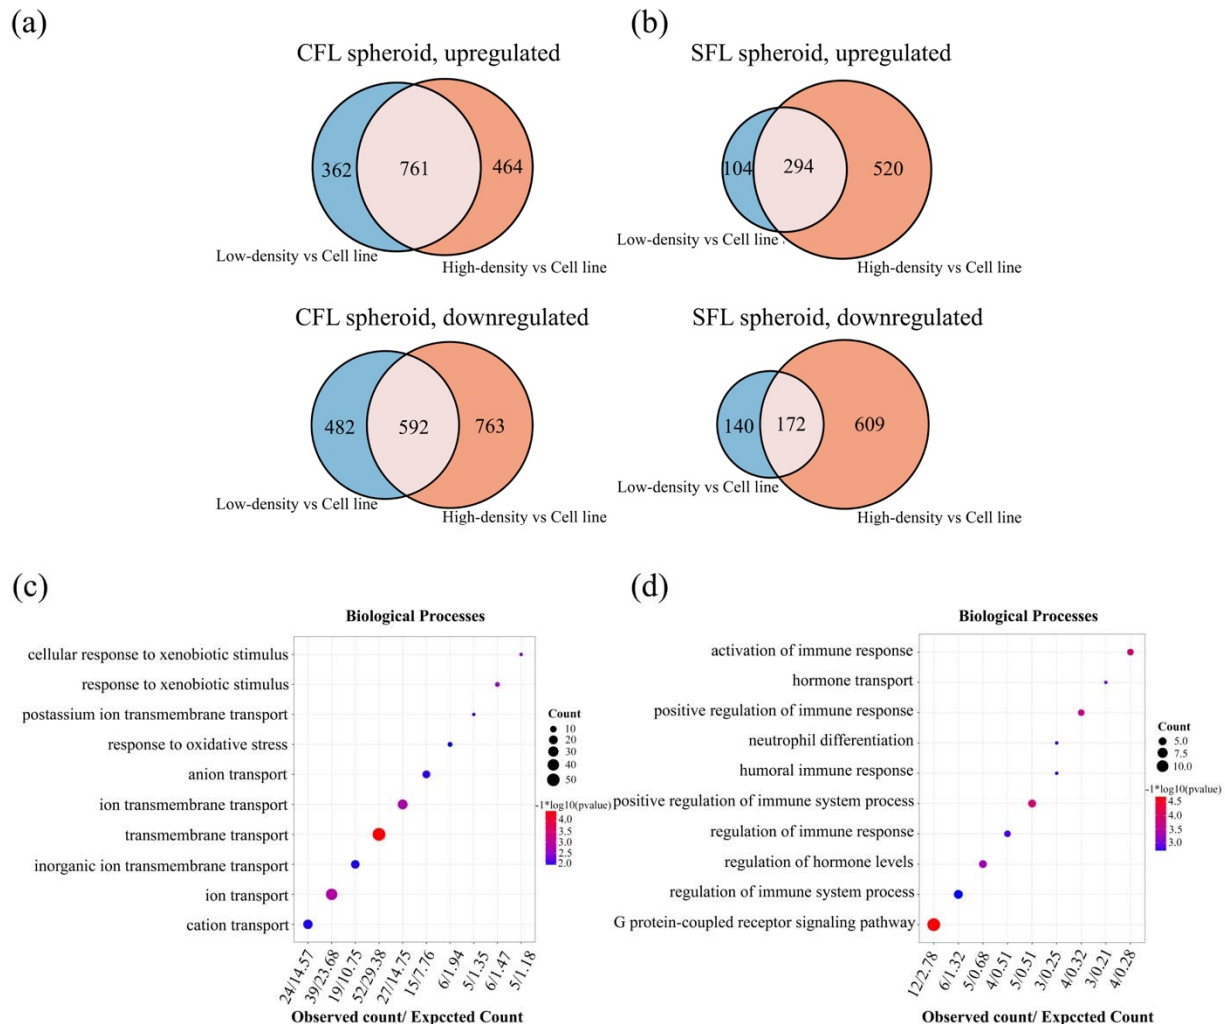 (a)
CFL spheroid, upregulated
362
761
464
Low-density vs Cell line
High-density vs Cell line
CFL spheroid, downregulated
482
592
763
Low-density vs Cell line
High-density vs Cell line
(b)
SFL spheroid, upregulated
104
294
520
Low-density vs Cell line
High-density vs Cell line
SFL spheroid, downregulated
140
172
609
Low-density vs Cell line
High-density vs Cell line
(c)
Biological Processes
cellular response to xenobiotic stimulus
response to xenobiotic stimulus
postassium ion transmembrane transport
response to oxidative stress
anion transport
ion transmembrane transport
transmembrane transport
inorganic ion transmembrane transport
ion transport
cation transport
24/14.57
39/23.68
19/10.75
52/29.38
27/14.75
15/7.76
6/1.94
5/1.35
6/1.47
5/1.18
Observed count/ Expccted Count
Count
10
20
30
40
50
-1*log10(pvalue)
4.0
3.5
3.0
2.5
2.0
(d)
Biological Processes
activation of immune response
hormone transport
positive regulation of immune response
neutrophil differentiation
humoral immune response
positive regulation of immune system process
regulation of immune response
regulation of hormone levels
regulation of immune system process
G protein-coupled receptor signaling pathway
12/2.78
6/1.32
5/0.68
4/0.51
5/0.51
3/0.25
4/0.32
3/0.21
4/0.28
Observed count/ Expccted Count
Count
5.0
7.5
10.0
-1*log10(pvalue)
4.5
4.0
3.5
3.0